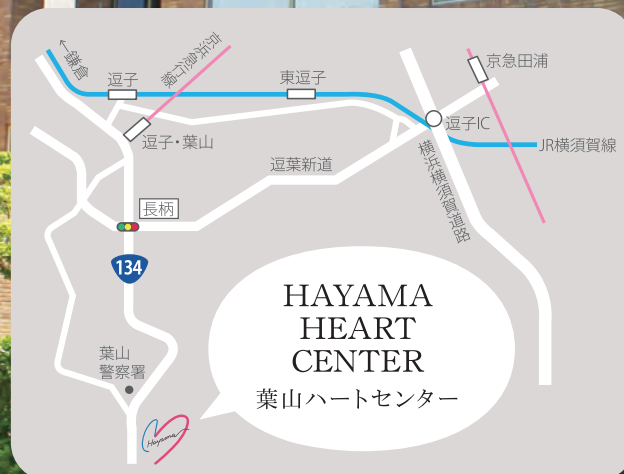 ←鎌倉
逗子
京浜急行線
東逗子
京急田浦
逗子・葉山
逗子IC
JR横須賀線
横浜横須賀道路
逗葉新道
長柄
134
HAYAMA
HEART
CENTER
葉山ハートセンター
葉山
警察署
Hayama